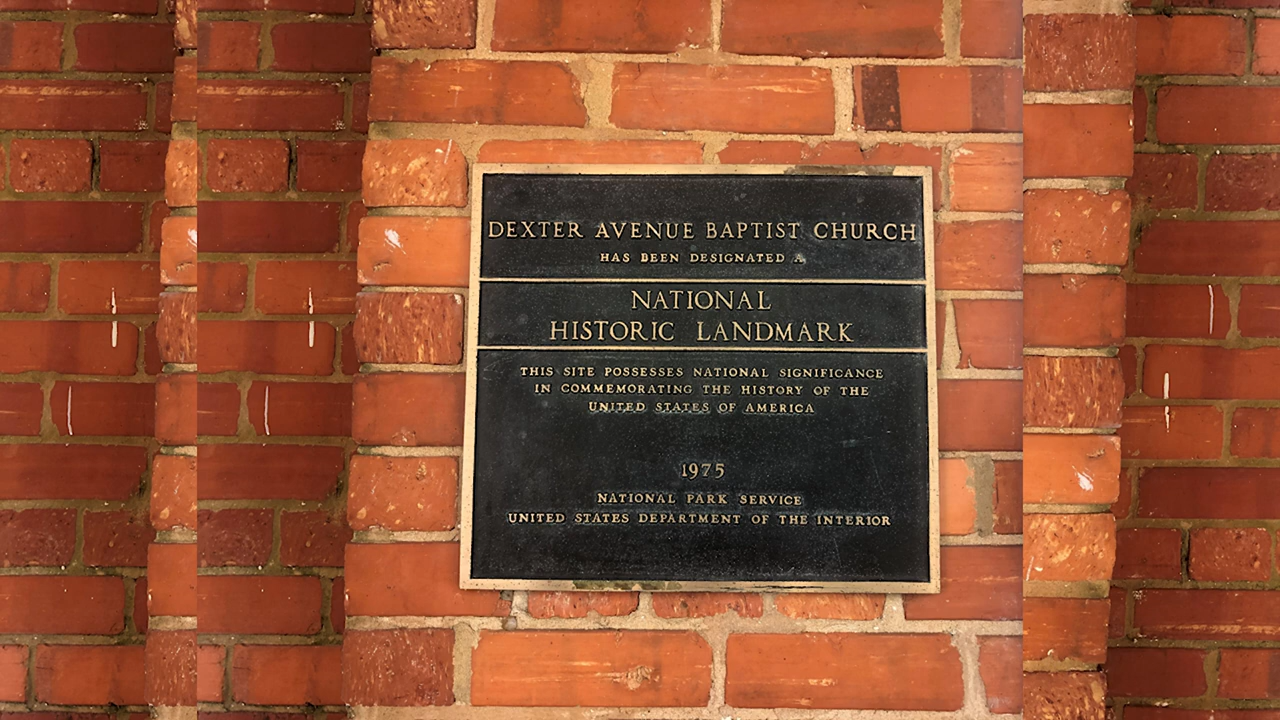 DEXTER AVENUE BAPTIST CHURCH
HAS BEEN DESIGNATED A
NATIONAL
HISTORIC LANDMARK
THIS SITE POSSESSES NATIONAL SIGNIFICANCE
IN COMMEMORATING THE HISTORY OF THE
UNITED STATES OF AMERICA
1975
NATIONAL PARK SERVICE
UNITED STATES DEPARTMENT OF THE INTERIOR